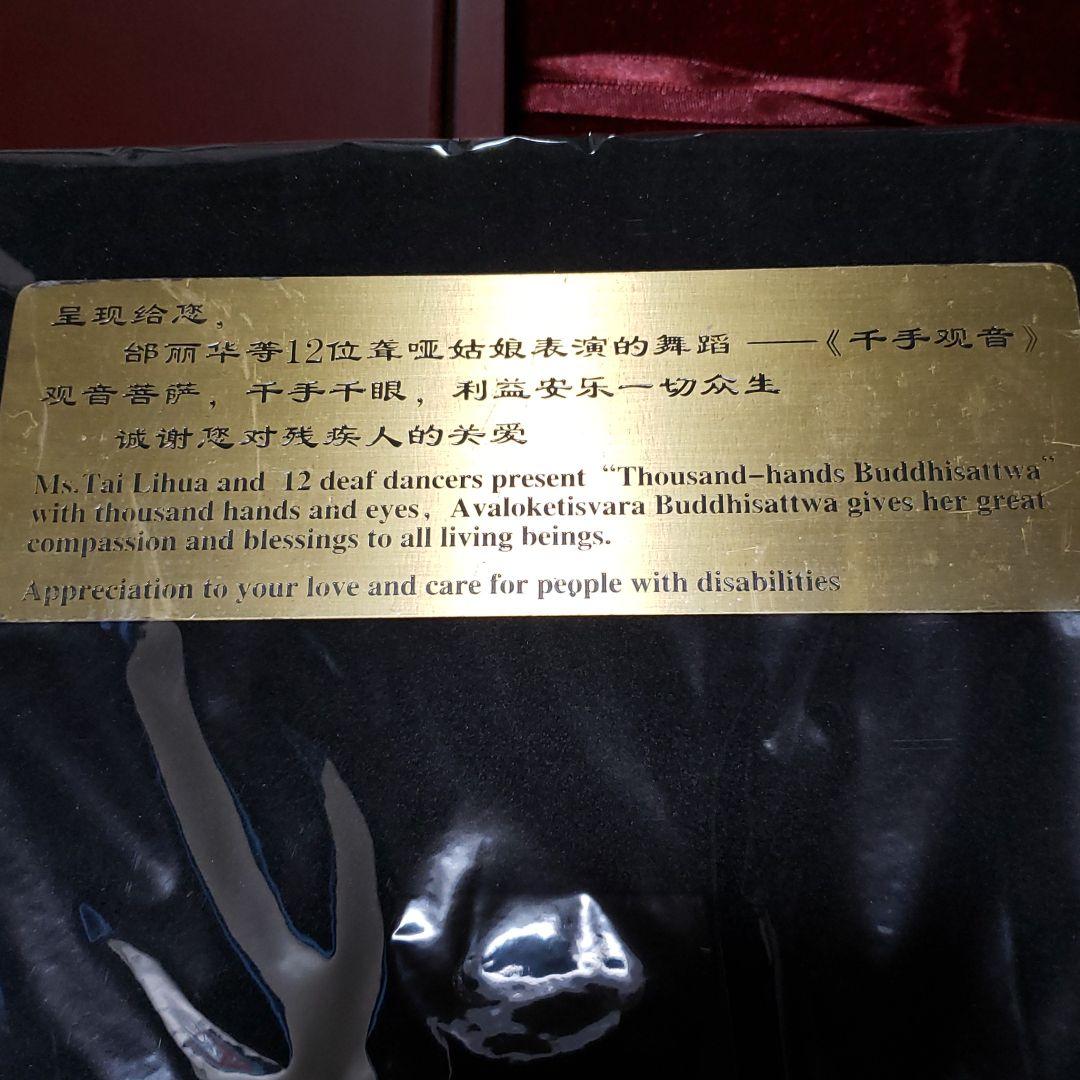 呈现给您，
邰丽华等12位聋哑姑娘表演的舞蹈 ——《千手观音》
观音菩萨，千手千眼，利益安乐一切众生
诚谢您对残疾人的关爱
Ms.Tai Lihua and 12 deaf dancers present “Thousand-hands Buddhisattwa”
with thousand hands and eyes, Avaloketisvara Buddhisattwa gives her great
compassion and blessings to all living beings.
Appreciation to your love and care for people with disabilities